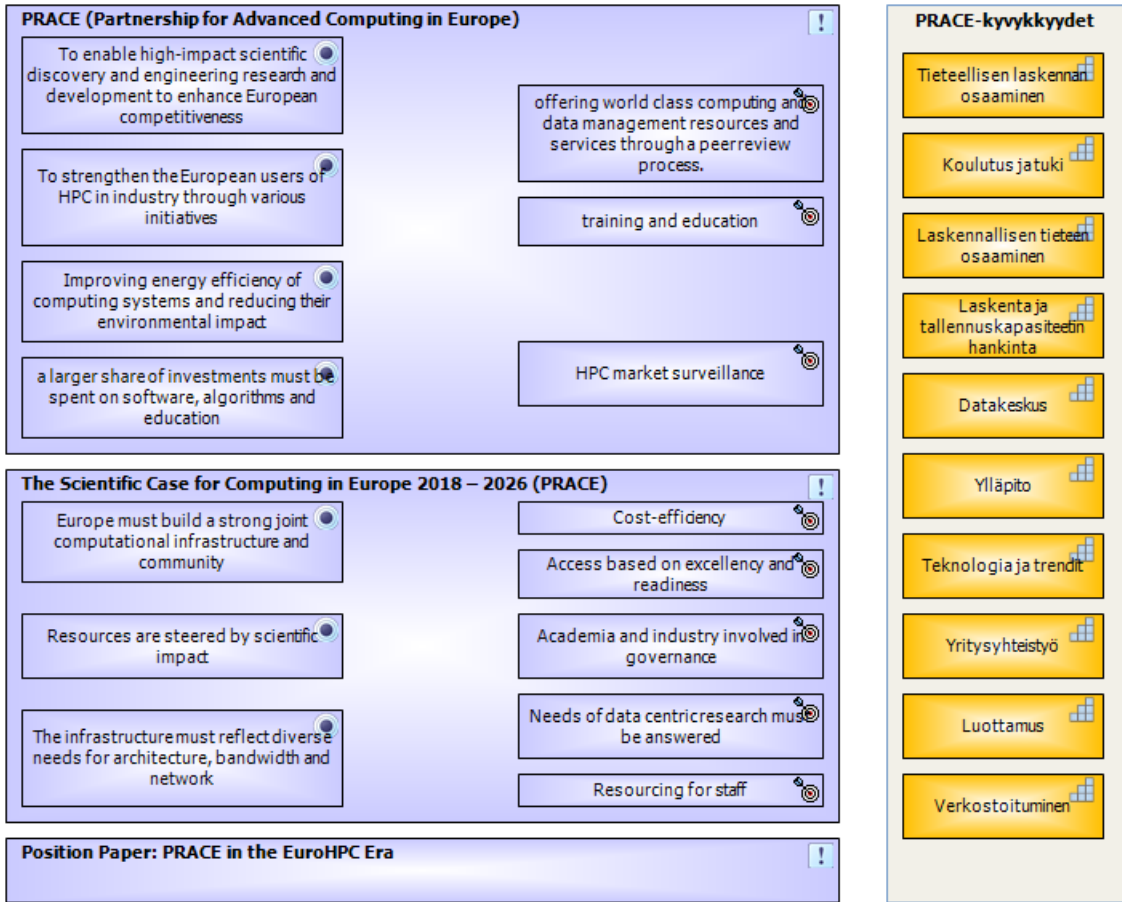 PRACE (Partnership for Advanced Computing in Europe)
To enable high-impact scientific
discovery and engineering research and
development to enhance European
competitiveness
To strengthen the European users of
HPC in industry through various
initiatives
Improving energy efficiency of
computing systems and reducing their
environmental impact
a larger share of investments must be
spent on software, algorithms and
education
offering world class computing and
data management resources and
services through a peer review
process.
training and education
HPC market surveillance
The Scientific Case for Computing in Europe 2018 – 2026 (PRACE)
Europe must build a strong joint
computational infrastructure and
community
Resources are steered by scientific
impact
The infrastructure must reflect diverse
needs for architecture, bandwidth and
network
Cost-efficiency
Access based on excellency and
readiness
Academia and industry involved in
governance
Needs of data centric research must
be answered
Resourcing for staff
Position Paper: PRACE in the EuroHPC Era
PRACE-kyvykkyydet
Tieteellisen laskennan
osaaminen
Koulutus ja tuki
Laskennallisen tieteen
osaaminen
Laskenta ja
tallennuskapasiteetin
hankinta
Datakeskus
Ylläpito
Teknologia ja trendit
Yritysyhteistyö
Luottamus
Verkostoituminen